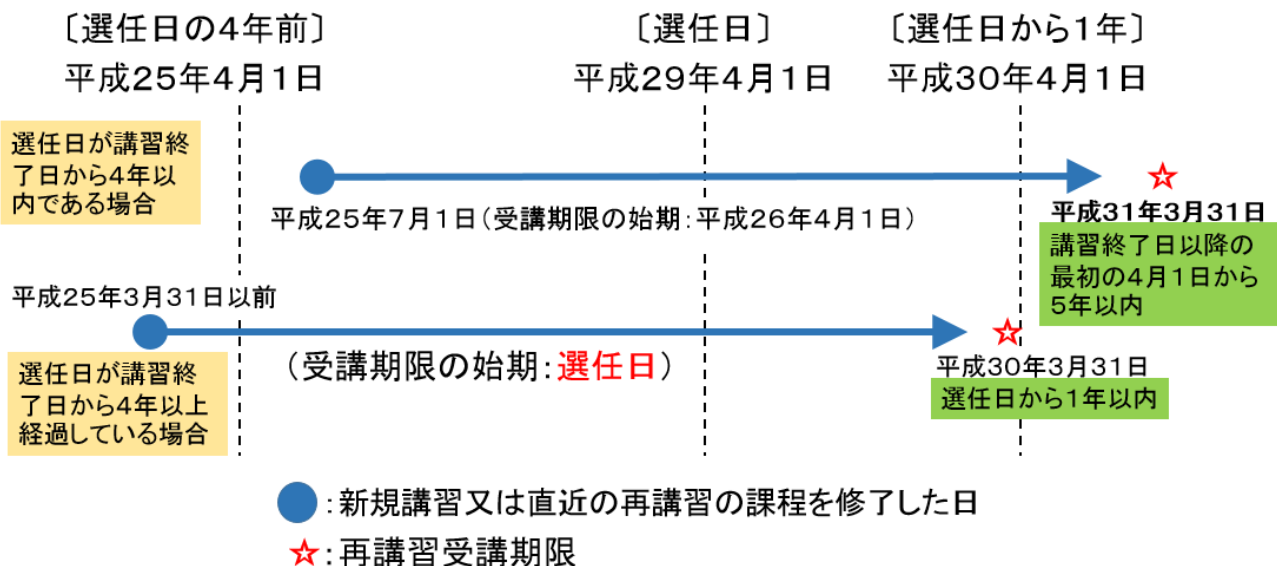 〔選任日の4年前〕
平成25年4月1日
〔選任日〕
平成29年4月1日
〔選任日から1年〕
平成30年4月1日
選任日が講習終
了日から4年以
内である場合
平成25年7月1日（受講期限の始期：平成26年4月1日）
☆
平成31年3月31日
講習終了日以降の
最初の4月1日から
5年以内
平成25年3月31日以前
選任日が講習終
了日から4年以上
経過している場合
（受講期限の始期：選任日）
☆
平成30年3月31日
選任日から1年以内
●：新規講習又は直近の再講習の課程を修了した日
☆：再講習受講期限